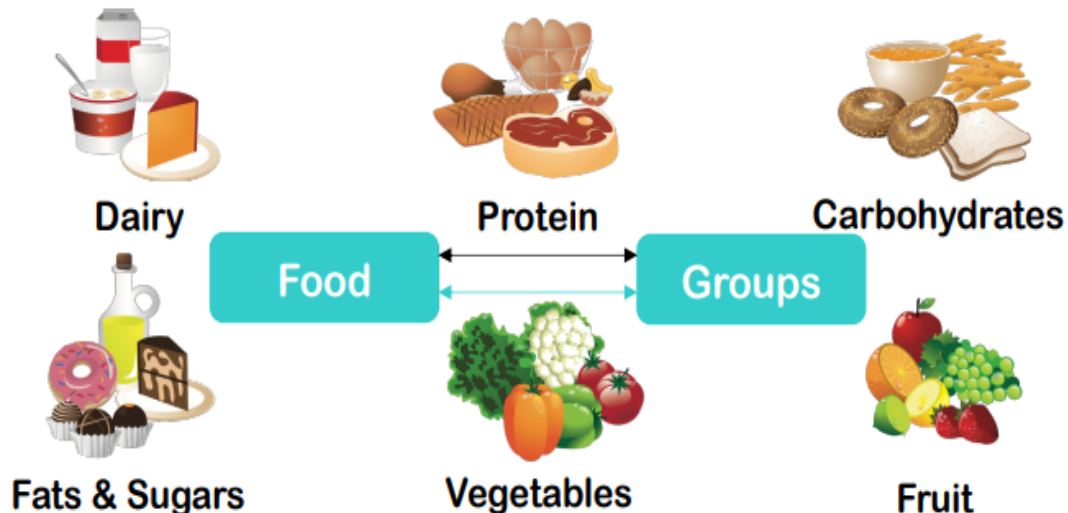 Dairy
Protein
Carbohydrates
Food
Groups
Fats & Sugars
Vegetables
Fruit